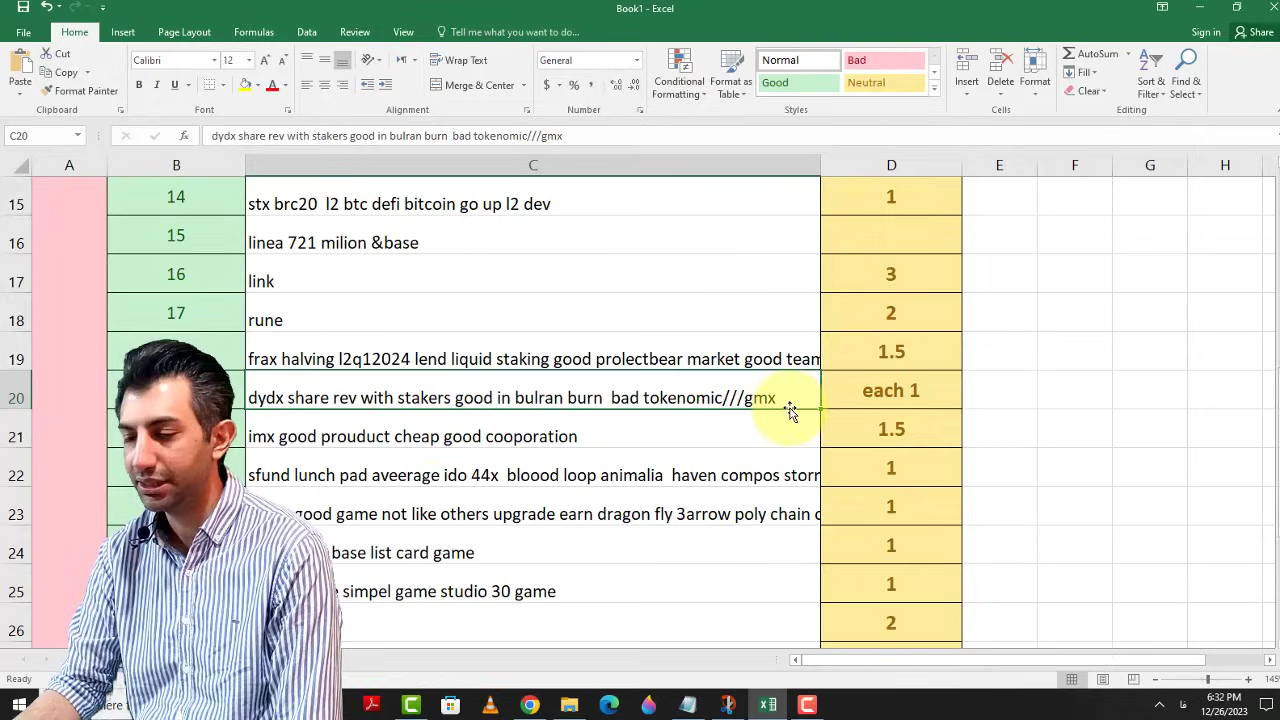 Book1 - Excel
Sign in
Share
File
Home
Insert
Page Layout
Formulas
Data
Review
View
Tell me what you want to do...
Paste
Cut
Copy
Format Painter
Clipboard
Calibri
12
B I U
Font
Wrap Text
Merge & Center
Alignment
General
$ % ,
Number
Conditional
Formatting
Format as
Table
Normal
Bad
Good
Neutral
Styles
Insert
Delete
Format
Cells
AutoSum
Fill
Clear
Sort &
Filter
Find &
Select
Editing
C20
fx
dydx share rev with stakers good in bulran burn  bad tokenomic///gmx
A B C D E F G H
15 14 stx brc20  l2 btc defi bitcoin go up l2 dev 1
16 15 linea 721 milion &base
17 16 link 3
18 17 rune 2
19 frax halving l2q12024 lend liquid staking good prolectbear market good team 1.5
20 dydx share rev with stakers good in bulran burn  bad tokenomic///gmx each 1
21 imx good prouduct cheap good cooporation 1.5
22 sfund lunch pad aveerage ido 44x  bloood loop animalia  haven compos storr 1
23 good game not like others upgrade earn dragon fly 3arrow poly chain 1
24 base list card game 1
25 simpel game studio 30 game 1
26 2
Ready
145
6:32 PM
12/26/2023